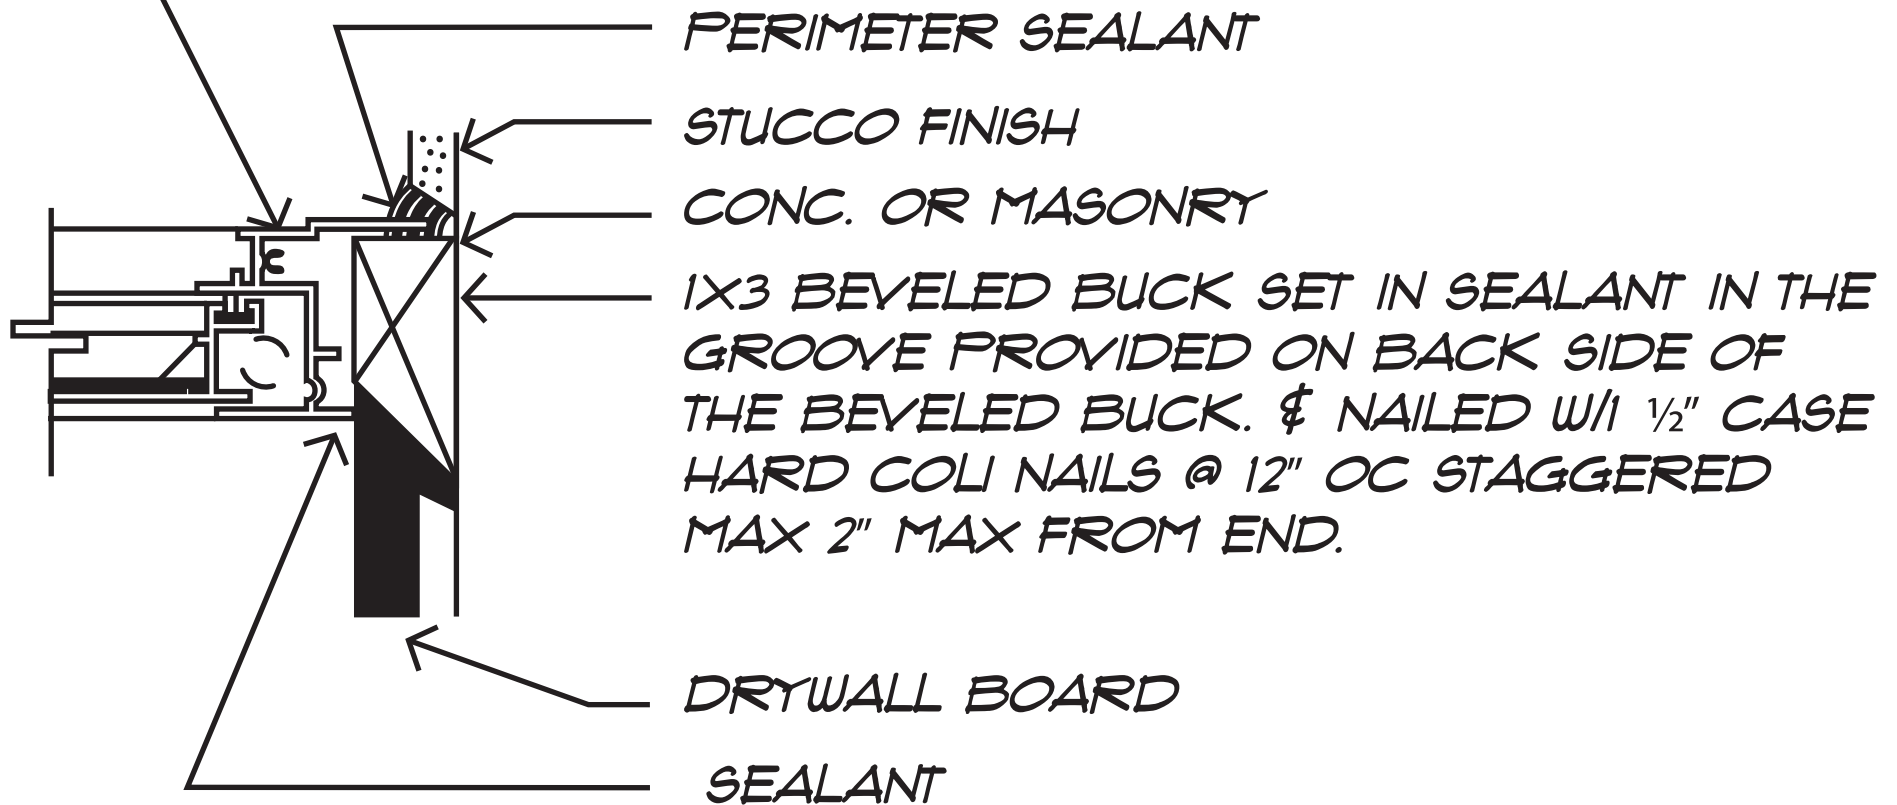 PERIMETER SEALANT
STUCCO FINISH
CONC. OR MASONRY
1X3 BEVELED BUCK SET IN SEALANT IN THE
GROOVE PROVIDED ON BACK SIDE OF
THE BEVELED BUCK. & NAILED W/1 ½" CASE
HARD COLI NAILS @ 12" OC STAGGERED
MAX 2" MAX FROM END.
DRYWALL BOARD
SEALANT